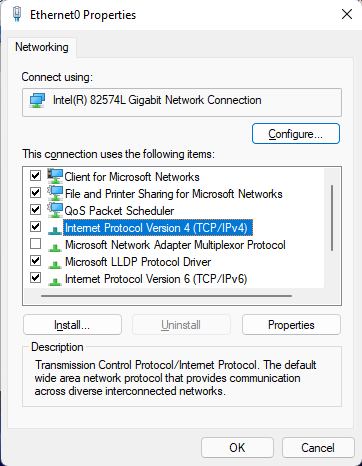 Ethernet0 Properties
Networking
Connect using:
Intel(R) 82574L Gigabit Network Connection
Configure...
This connection uses the following items:
Client for Microsoft Networks
File and Printer Sharing for Microsoft Networks
QoS Packet Scheduler
Internet Protocol Version 4 (TCP/IPv4)
Microsoft Network Adapter Multiplexor Protocol
Microsoft LLDP Protocol Driver
Internet Protocol Version 6 (TCP/IPv6)
Install...
Uninstall
Properties
Description
Transmission Control Protocol/Internet Protocol. The default
wide area network protocol that provides communication
across diverse interconnected networks.
OK
Cancel